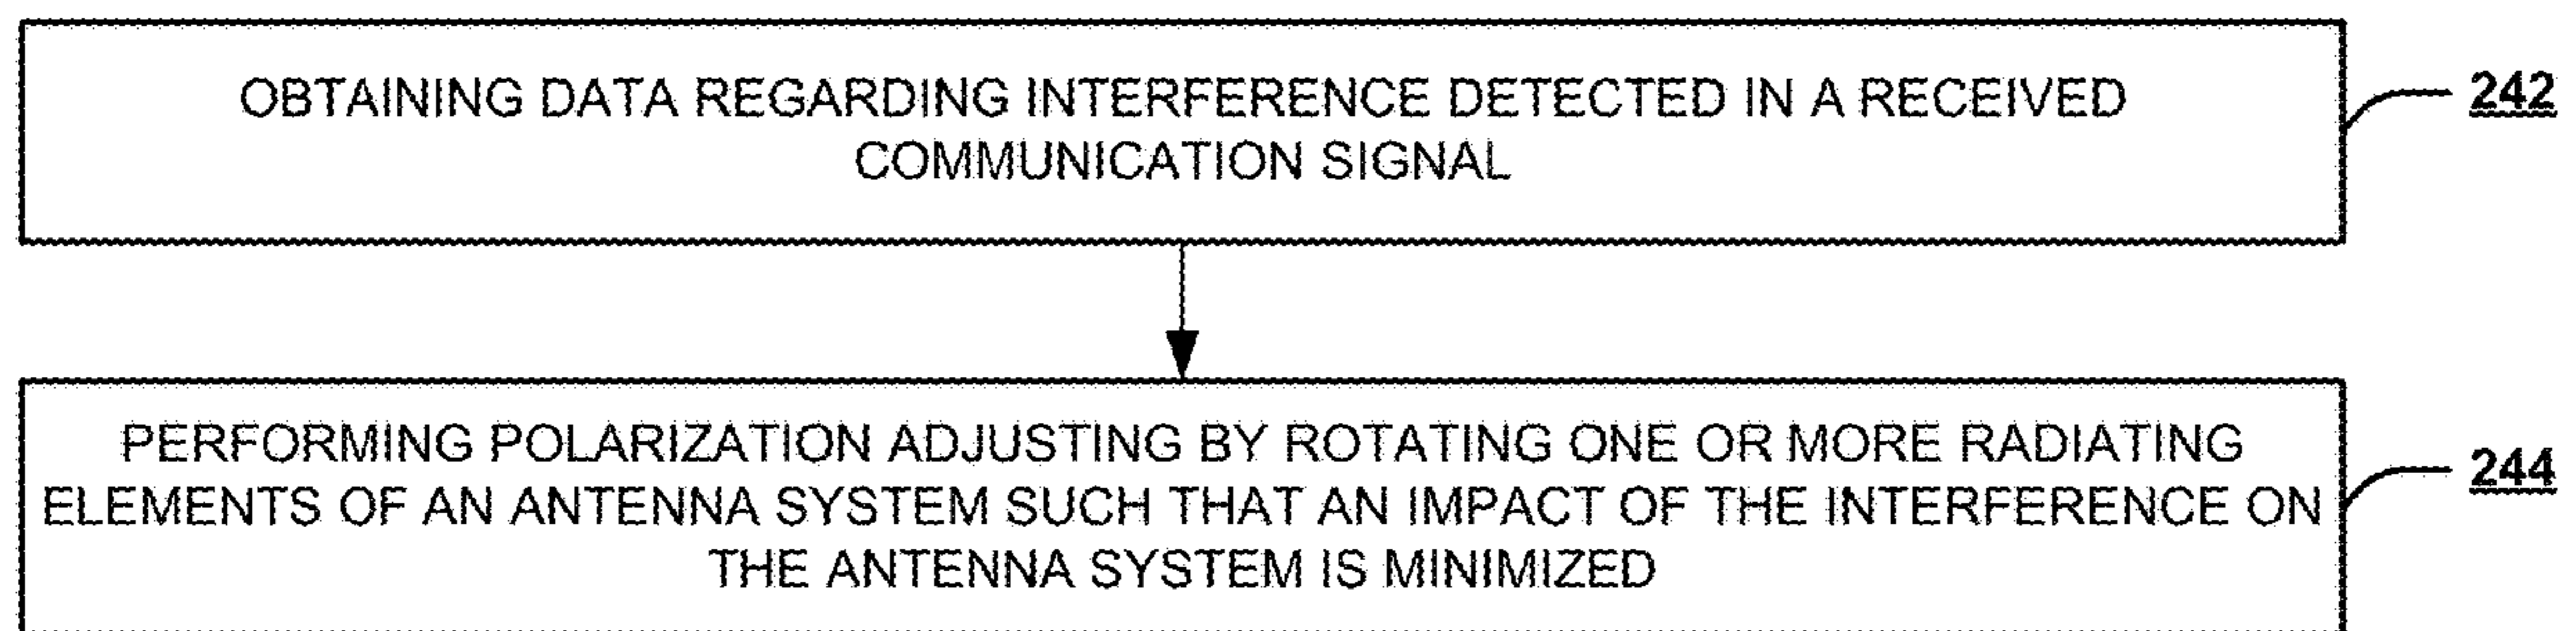 OBTAINING DATA REGARDING INTERFERENCE DETECTED IN A RECEIVED
COMMUNICATION SIGNAL
242
PERFORMING POLARIZATION ADJUSTING BY ROTATING ONE OR MORE RADIATING
ELEMENTS OF AN ANTENNA SYSTEM SUCH THAT AN IMPACT OF THE INTERFERENCE ON
THE ANTENNA SYSTEM IS MINIMIZED
244